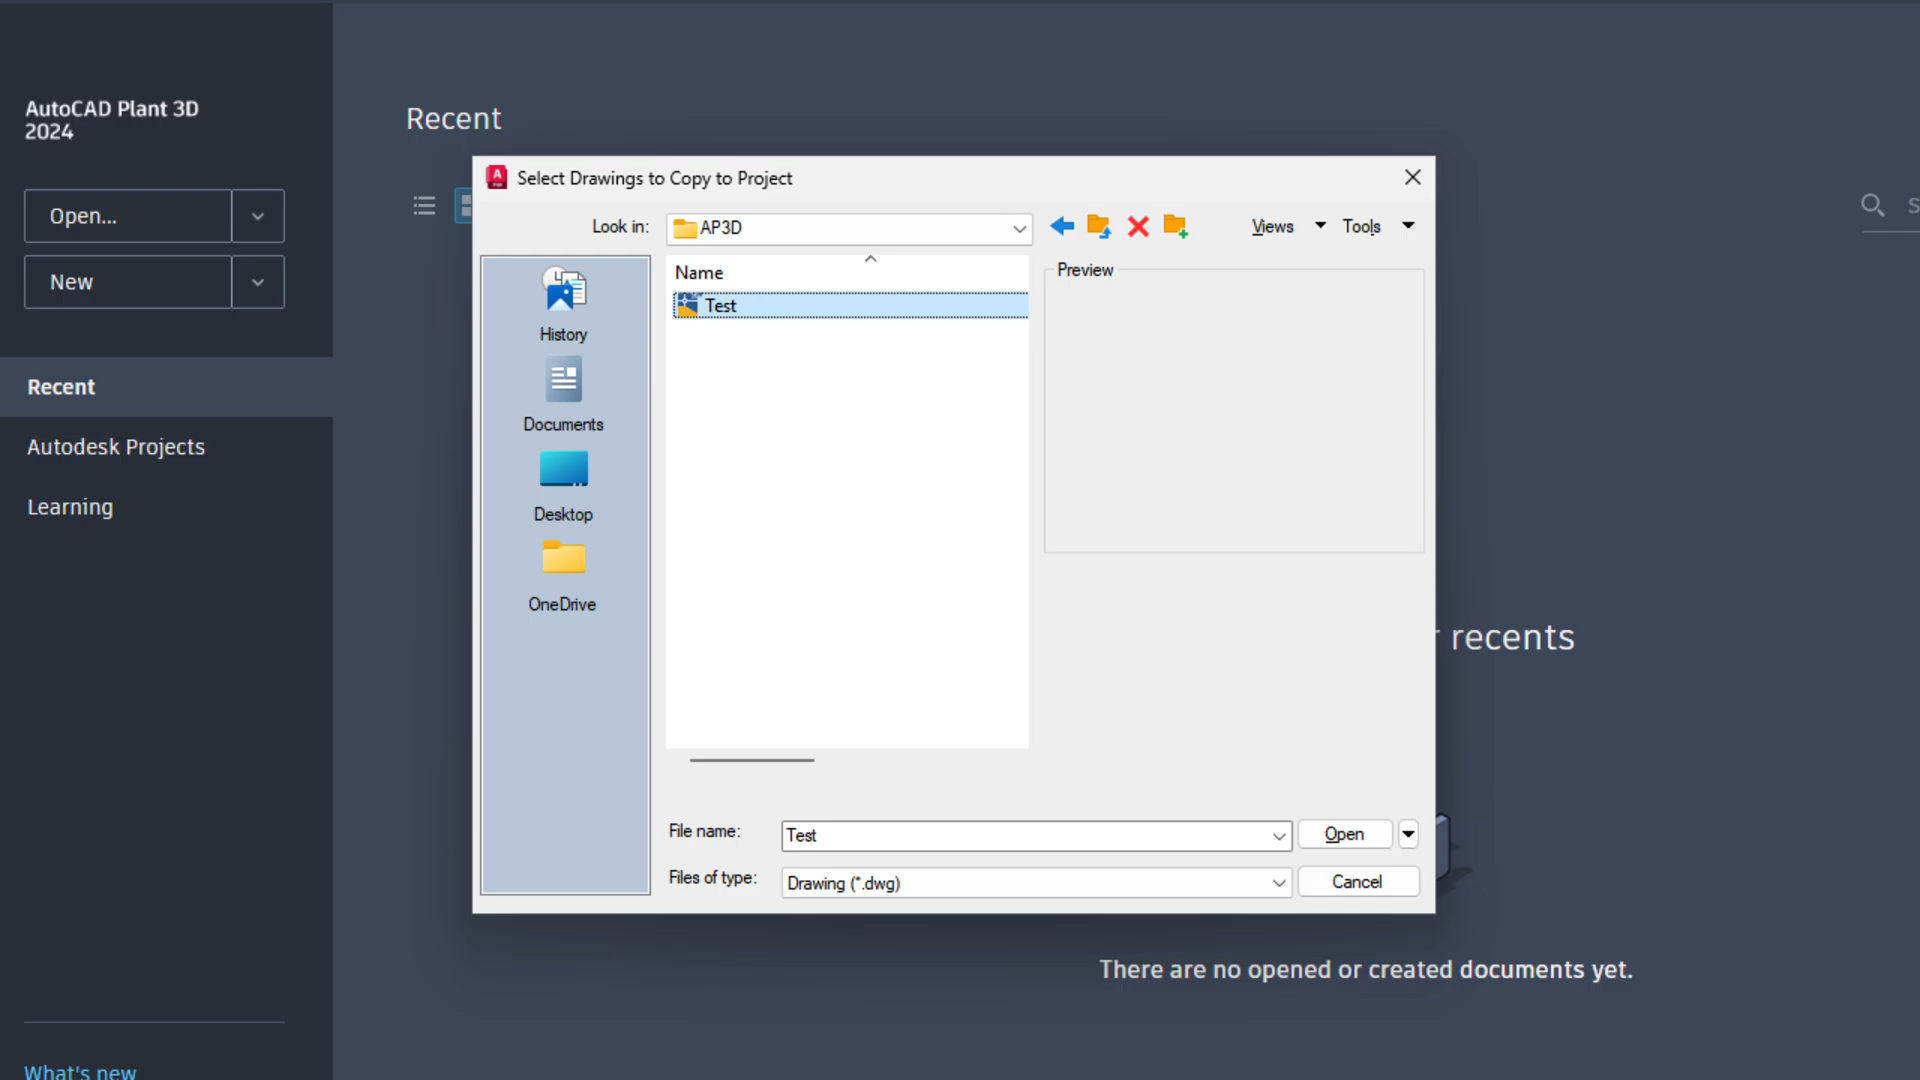 AutoCAD Plant 3D
2024
Open...
New
Recent
Autodesk Projects
Learning
What's new
Recent
Select Drawings to Copy to Project
Look in:
AP3D
Views
Tools
History
Documents
Desktop
OneDrive
Name
Test
Preview
File name:
Test
Open
Files of type:
Drawing (*.dwg)
Cancel
recents
There are no opened or created documents yet.